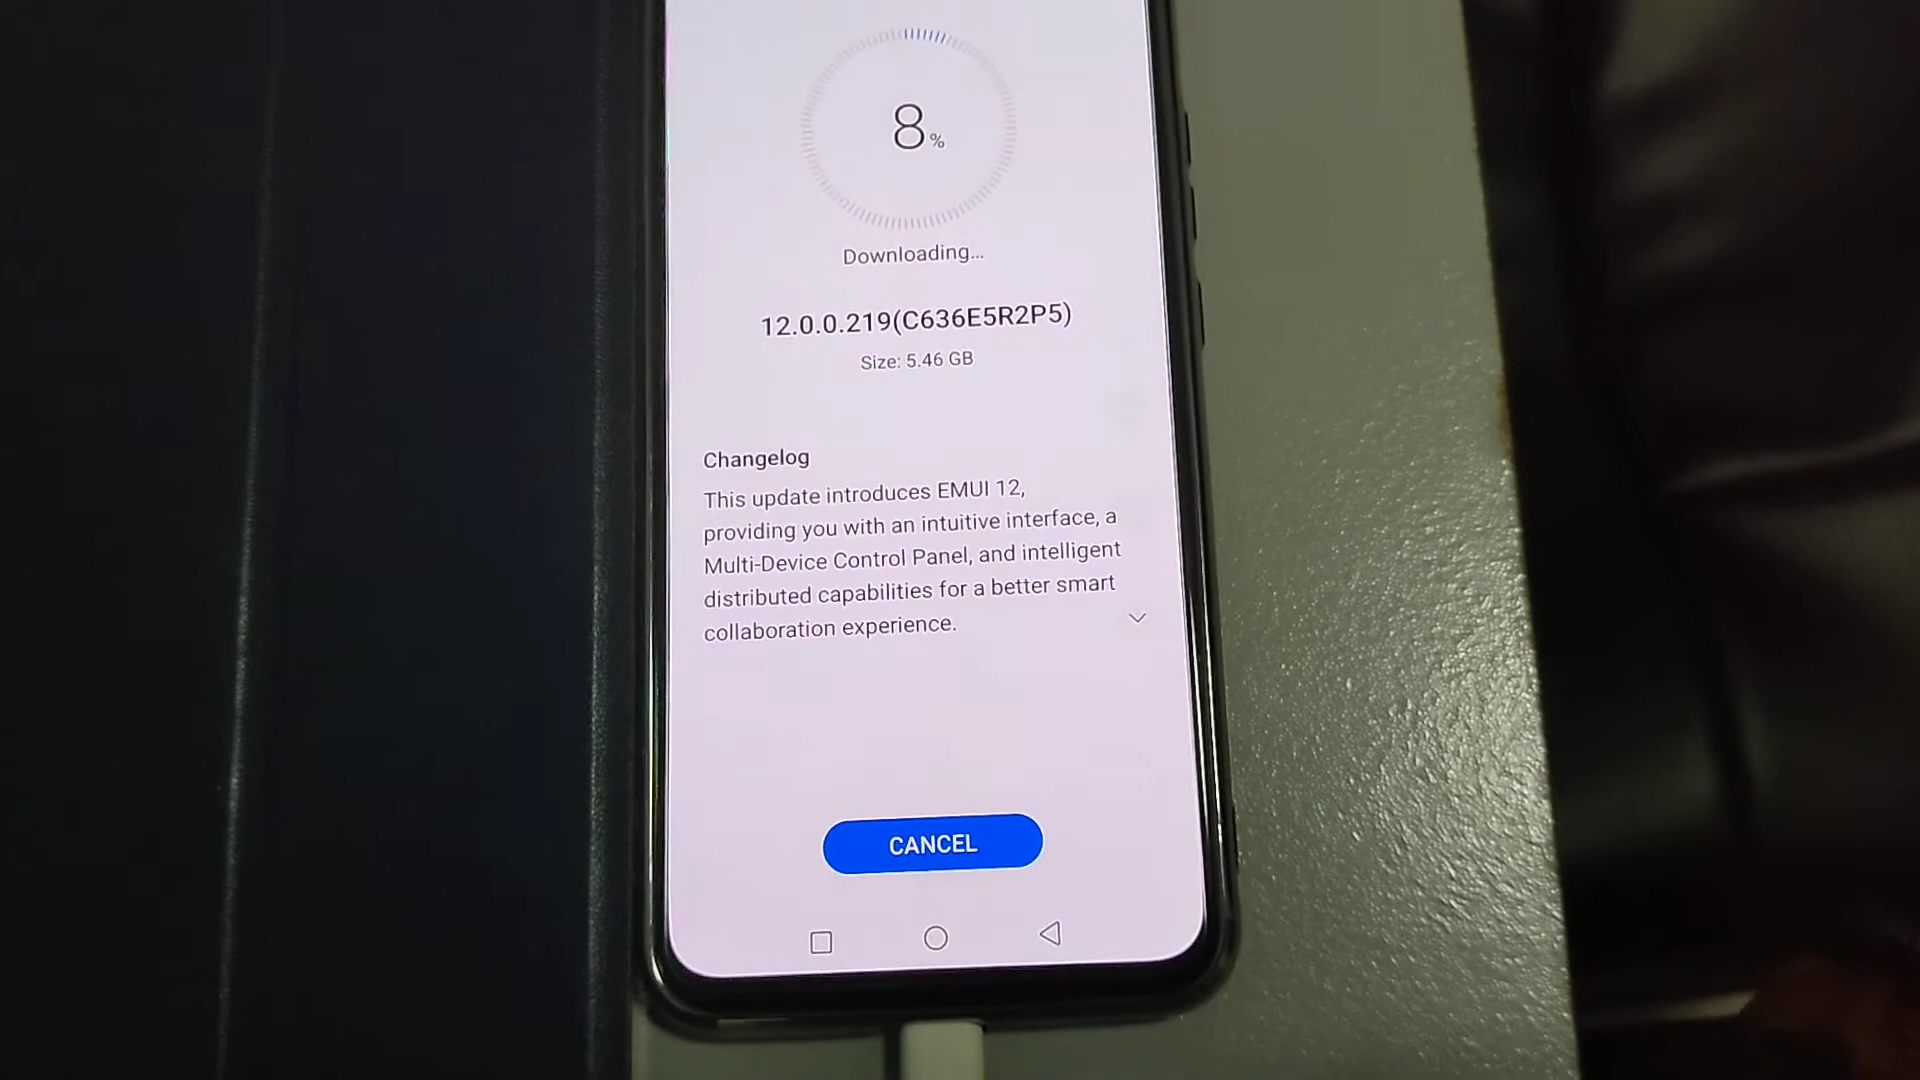 8%
Downloading...
12.0.0.219(C636E5R2P5)
Size: 5.46 GB
Changelog
This update introduces EMUI 12,
providing you with an intuitive interface, a
Multi-Device Control Panel, and intelligent
distributed capabilities for a better smart
collaboration experience.
CANCEL